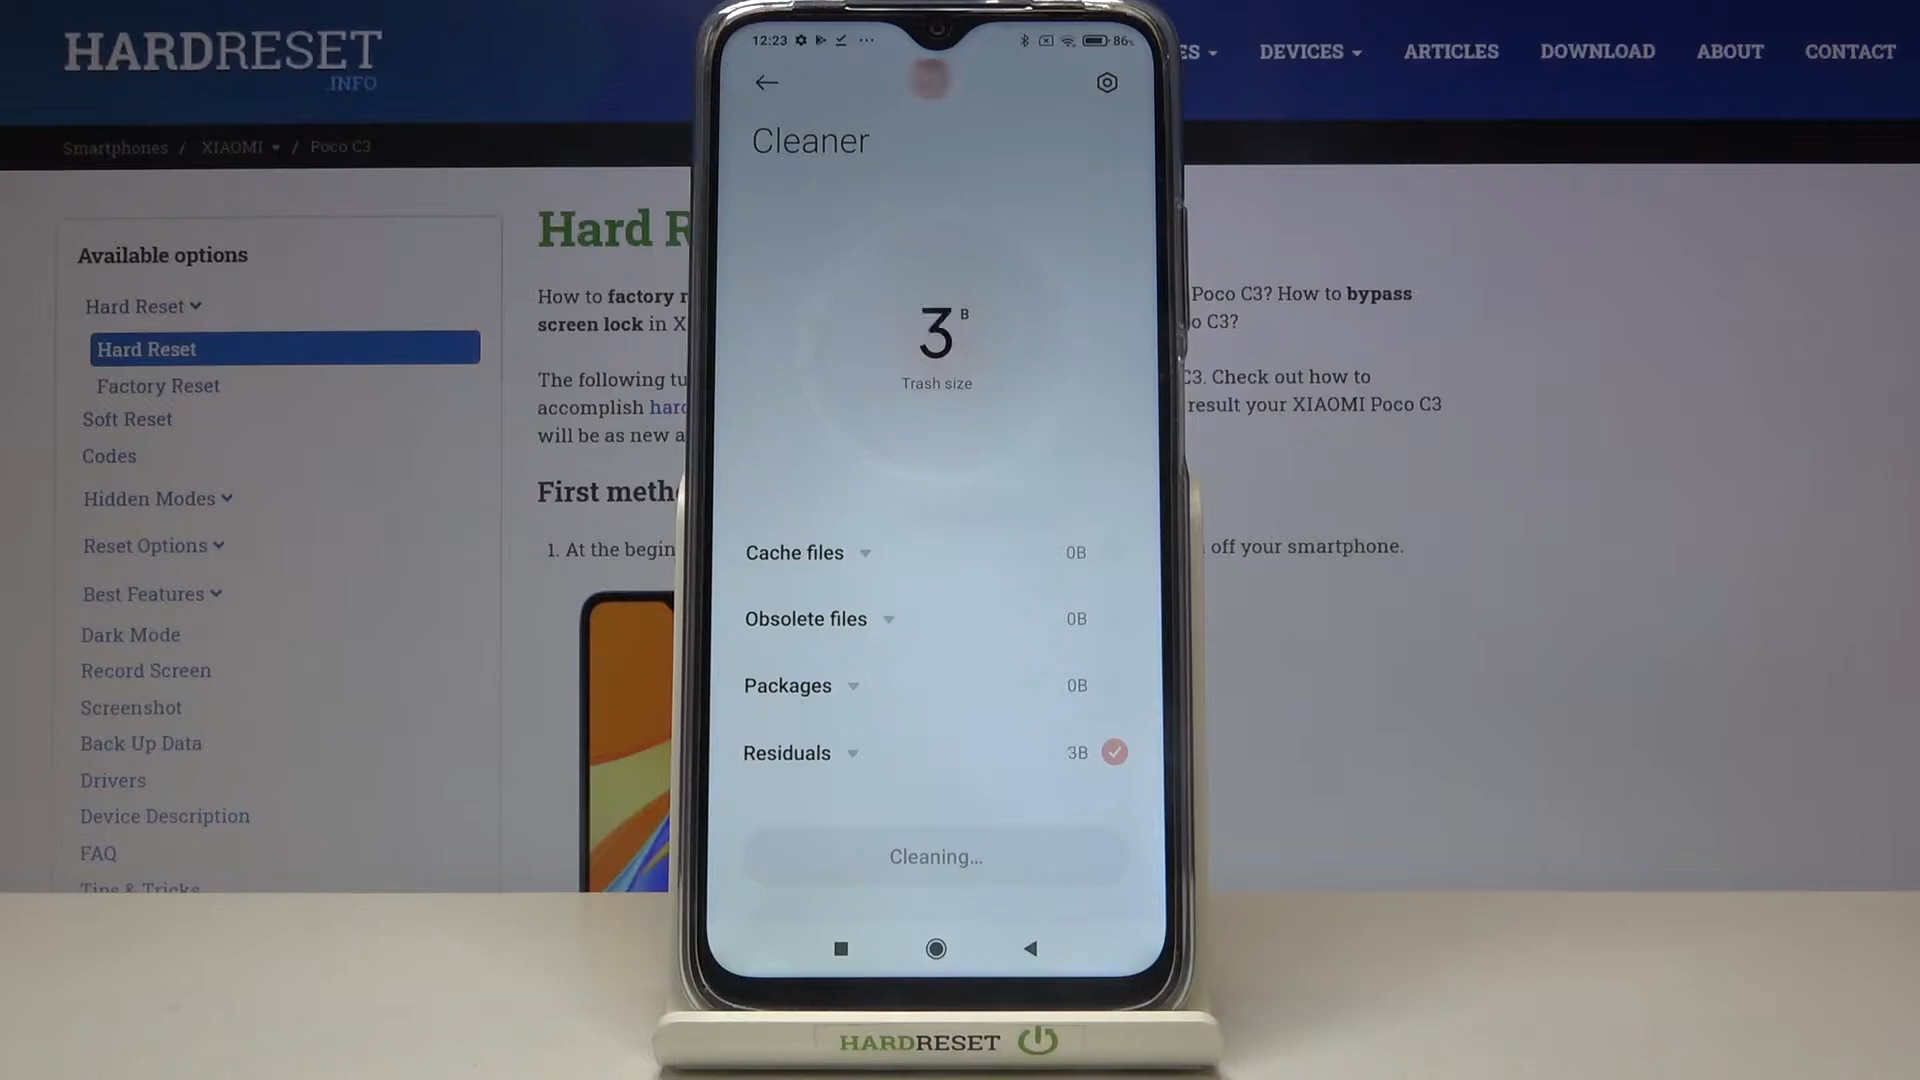 HARDRESET
.INFO
ES
DEVICES
ARTICLES
DOWNLOAD
ABOUT
CONTACT
Smartphones / XIAOMI / Poco C3
Available options
Hard Reset
Hard Reset
Factory Reset
Soft Reset
Codes
Hidden Modes
Reset Options
Best Features
Dark Mode
Record Screen
Screenshot
Back Up Data
Drivers
Device Description
FAQ
Tips & Tricks
Hard R
How to factory r
Poco C3? How to bypass
screen lock in X
o C3?
The following tu
C3. Check out how to
accomplish hard
result your XIAOMI Poco C3
will be as new a
First metho
1. At the begin
off your smartphone.
12:23
86%
Cleaner
3 B
Trash size
Cache files 0B
Obsolete files 0B
Packages 0B
Residuals 3B
Cleaning...
HARDRESET